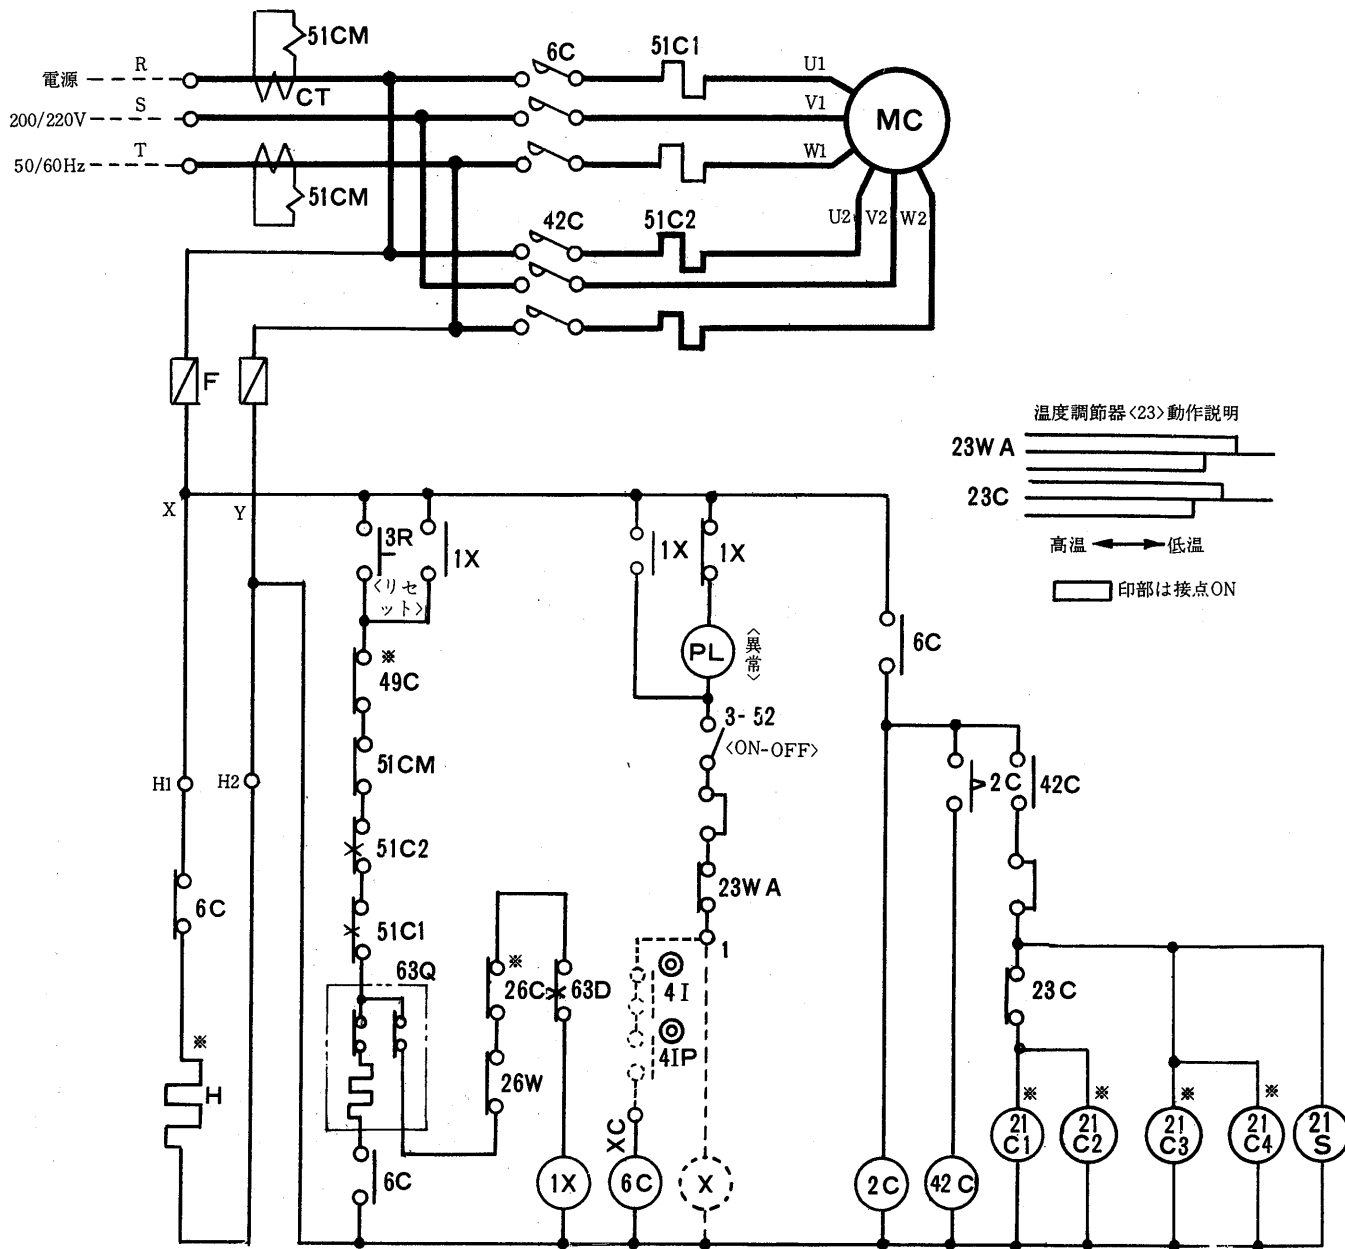 51CM
6C
51C1
U1
電源
R
CT
V1
MC
200/220V
S
W1
50/60Hz
T
51CM
42C
51C2
U2
V2
W2
F
温度調節器〈23〉動作説明
23WA
23C
高温
低温
印部は接点ON
X
Y
3R
〈リセット〉
1X
1X
1X
PL
〈異常〉
6C
※
49C
3-52
〈ON-OFF〉
51CM
H1
H2
2C
42C
51C2
23WA
6C
51C1
1
63Q
※
26C
63D
4I
23C
※
H
26W
4IP
※
※
※
※
XC
21
C1
21
C2
21
C3
21
C4
21
S
6C
1X
6C
X
2C
42C